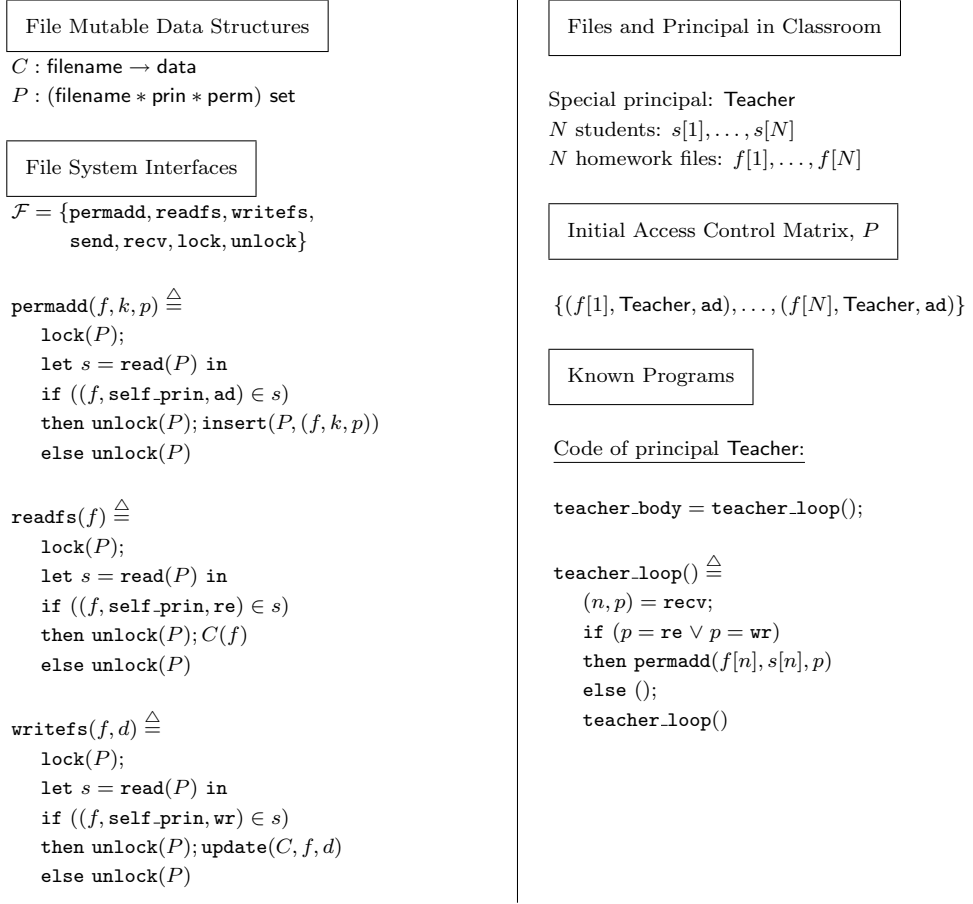 File Mutable Data Structures
C : filename → data
P : (filename ∗ prin ∗ perm) set
File System Interfaces
ℱ = {permadd, readfs, writefs,
send, recv, lock, unlock}
permadd(f, k, p) ≜
lock(P);
let s = read(P) in
if ((f, self_prin, ad) ∈ s)
then unlock(P); insert(P, (f, k, p))
else unlock(P)
readfs(f) ≜
lock(P);
let s = read(P) in
if ((f, self_prin, re) ∈ s)
then unlock(P); C(f)
else unlock(P)
writefs(f, d) ≜
lock(P);
let s = read(P) in
if ((f, self_prin, wr) ∈ s)
then unlock(P); update(C, f, d)
else unlock(P)
Files and Principal in Classroom
Special principal: Teacher
N students: s[1], . . . , s[N]
N homework files: f[1], . . . , f[N]
Initial Access Control Matrix, P
{(f[1], Teacher, ad), . . . , (f[N], Teacher, ad)}
Known Programs
Code of principal Teacher:
teacher_body = teacher_loop();
teacher_loop() ≜
(n, p) = recv;
if (p = re ∨ p = wr)
then permadd(f[n], s[n], p)
else ();
teacher_loop()